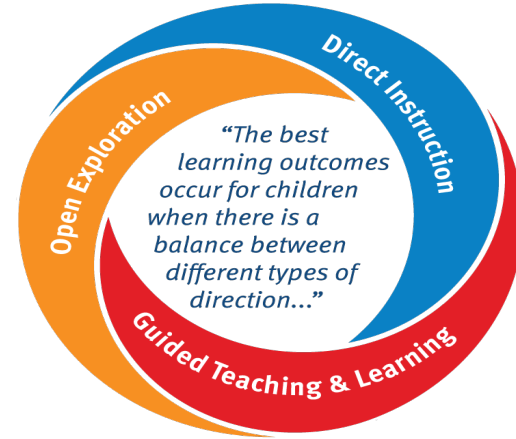 Direct Instruction
Open Exploration
“The best
learning outcomes
occur for children
when there is a
balance between
different types of
direction...”
Guided Teaching & Learning